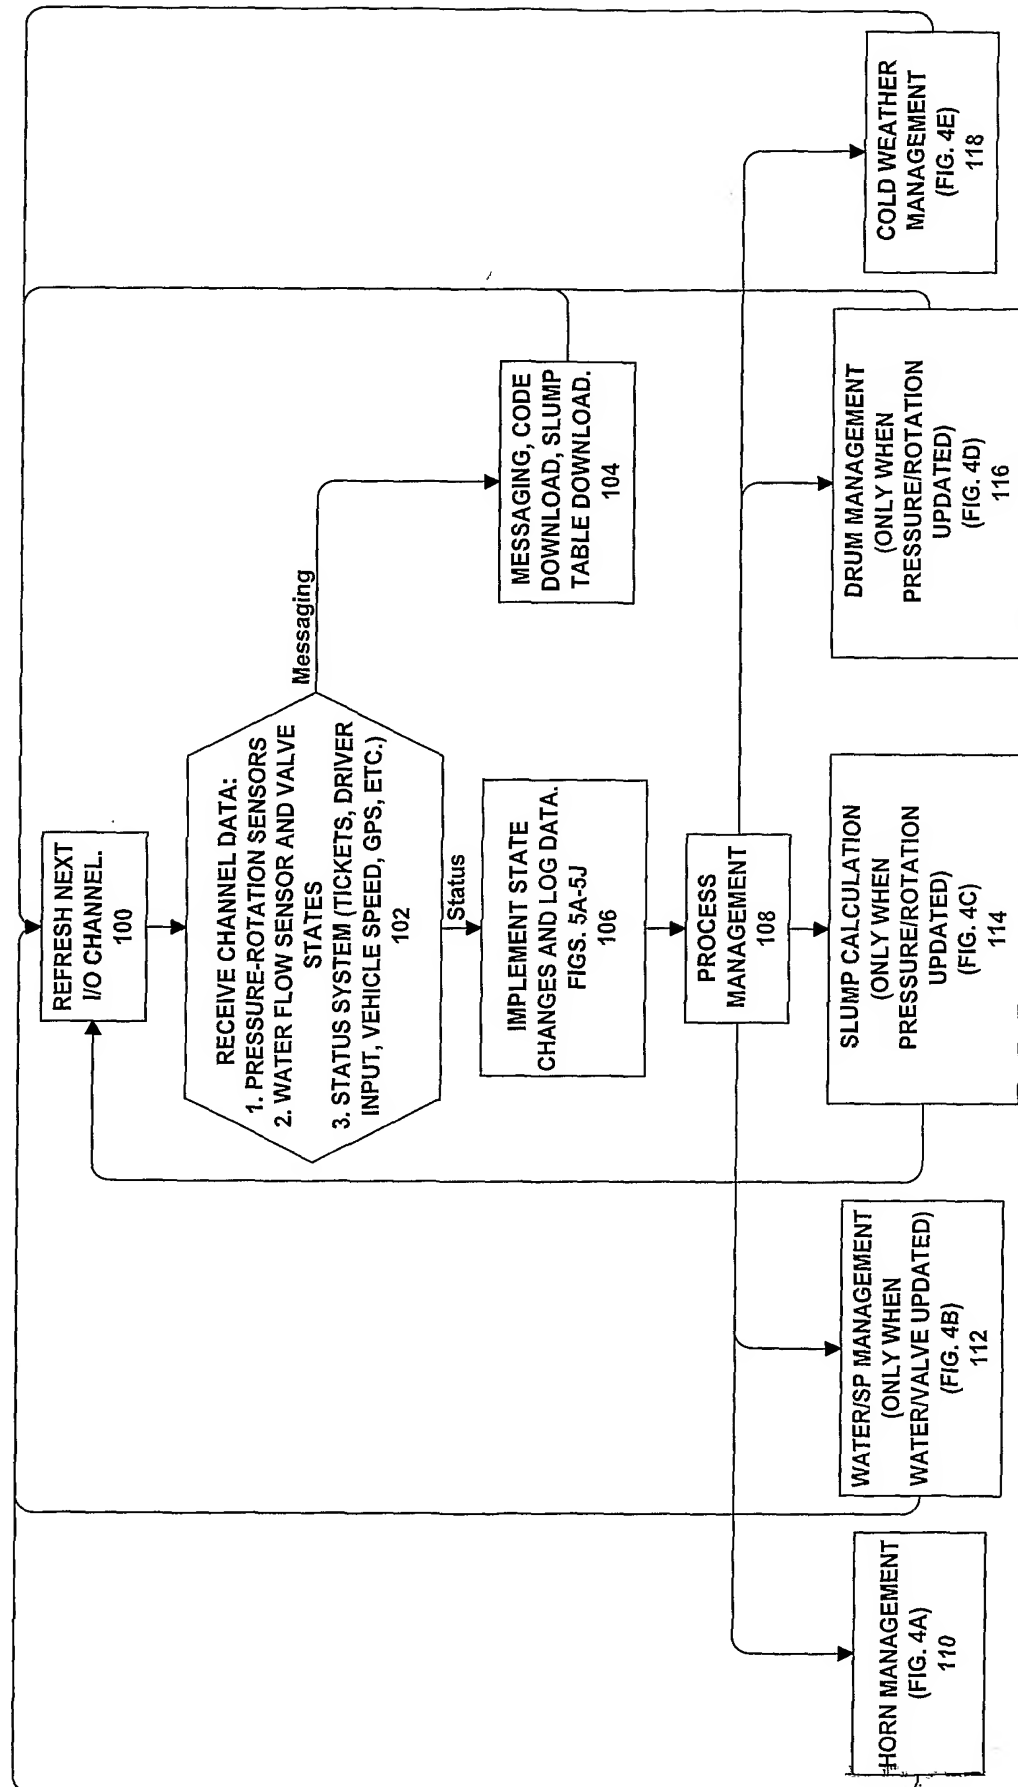 REFRESH NEXT
I/O CHANNEL.
100
RECEIVE CHANNEL DATA:
1. PRESSURE-ROTATION SENSORS
2. WATER FLOW SENSOR AND VALVE
STATES
3. STATUS SYSTEM (TICKETS, DRIVER
INPUT, VEHICLE SPEED, GPS, ETC.)
102
Messaging
Status
MESSAGING, CODE
DOWNLOAD, SLUMP
TABLE DOWNLOAD.
104
IMPLEMENT STATE
CHANGES AND LOG DATA.
FIGS. 5A-5J
106
PROCESS
MANAGEMENT
108
HORN MANAGEMENT
(FIG. 4A)
110
WATER/SP MANAGEMENT
(ONLY WHEN
WATER/VALVE UPDATED)
(FIG. 4B)
112
SLUMP CALCULATION
(ONLY WHEN
PRESSURE/ROTATION
UPDATED)
(FIG. 4C)
114
DRUM MANAGEMENT
(ONLY WHEN
PRESSURE/ROTATION
UPDATED)
(FIG. 4D)
116
COLD WEATHER
MANAGEMENT
(FIG. 4E)
118